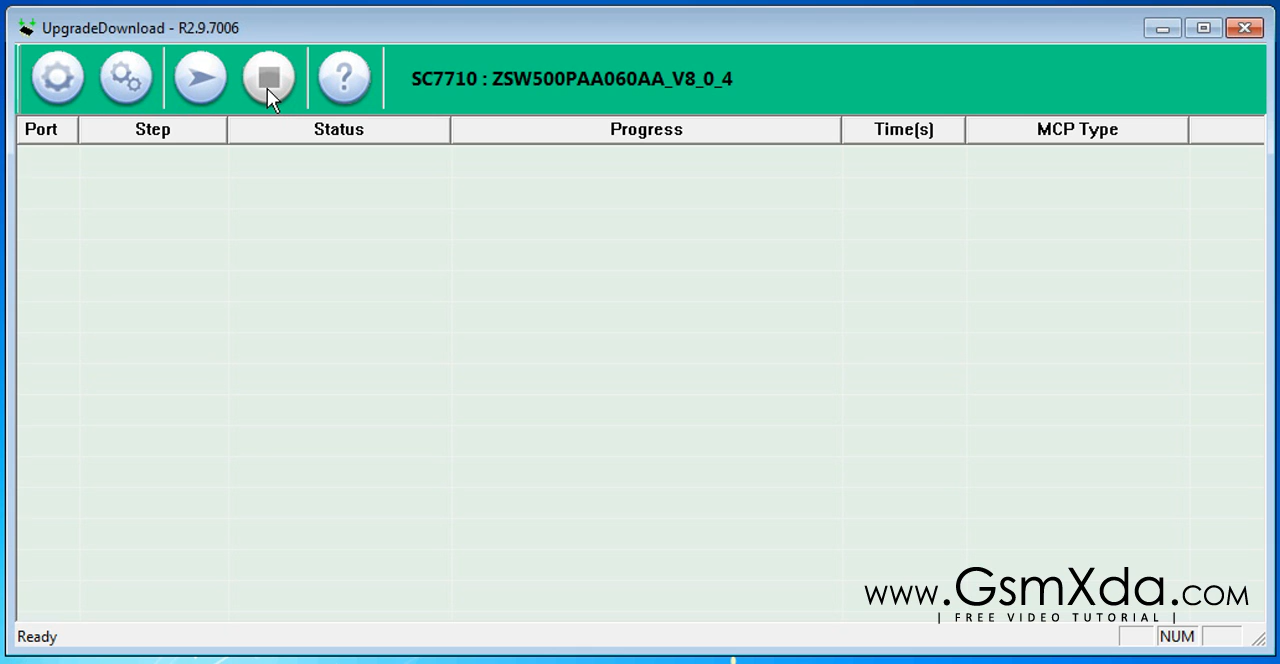 UpgradeDownload - R2.9.7006
?
SC7710 : ZSW500PAA060AA_V8_0_4
Port Step Status Progress Time(s) MCP Type
www.GsmXda.com
| FREE VIDEO TUTORIAL |
Ready NUM